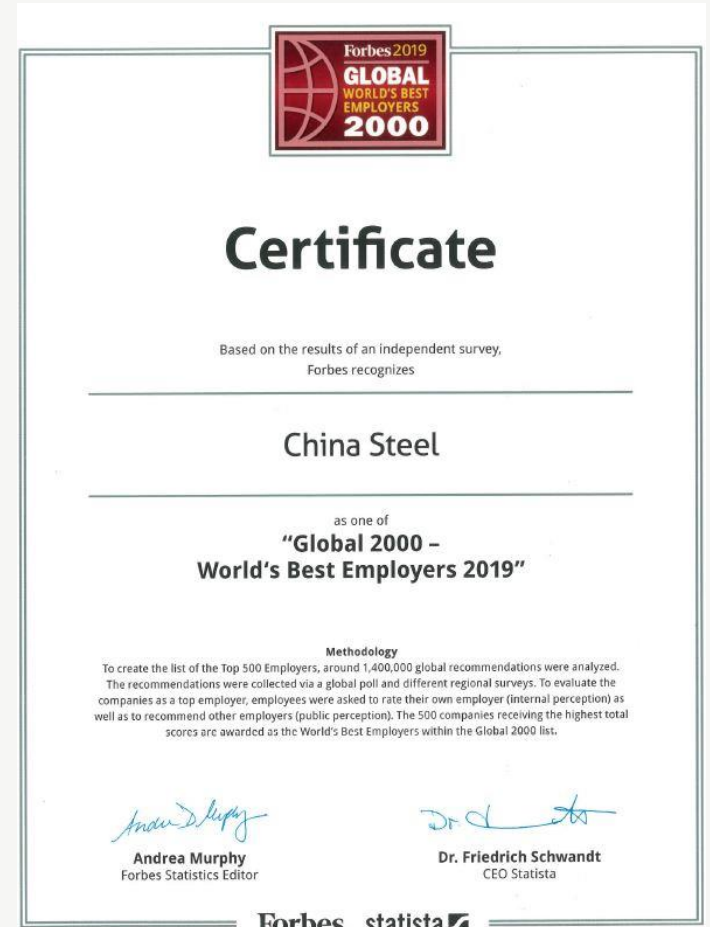 Forbes 2019
GLOBAL
WORLD'S BEST
EMPLOYERS
2000
Certificate
Based on the results of an independent survey,
Forbes recognizes
China Steel
as one of
“Global 2000 –
World's Best Employers 2019”
Methodology
To create the list of the Top 500 Employers, around 1,400,000 global recommendations were analyzed.
The recommendations were collected via a global poll and different regional surveys. To evaluate the
companies as a top employer, employees were asked to rate their own employer (internal perception) as
well as to recommend other employers (public perception). The 500 companies receiving the highest total
scores are awarded as the World's Best Employers within the Global 2000 list.
Andrea Murphy
Forbes Statistics Editor
Dr. Friedrich Schwandt
CEO Statista
Forbes statista